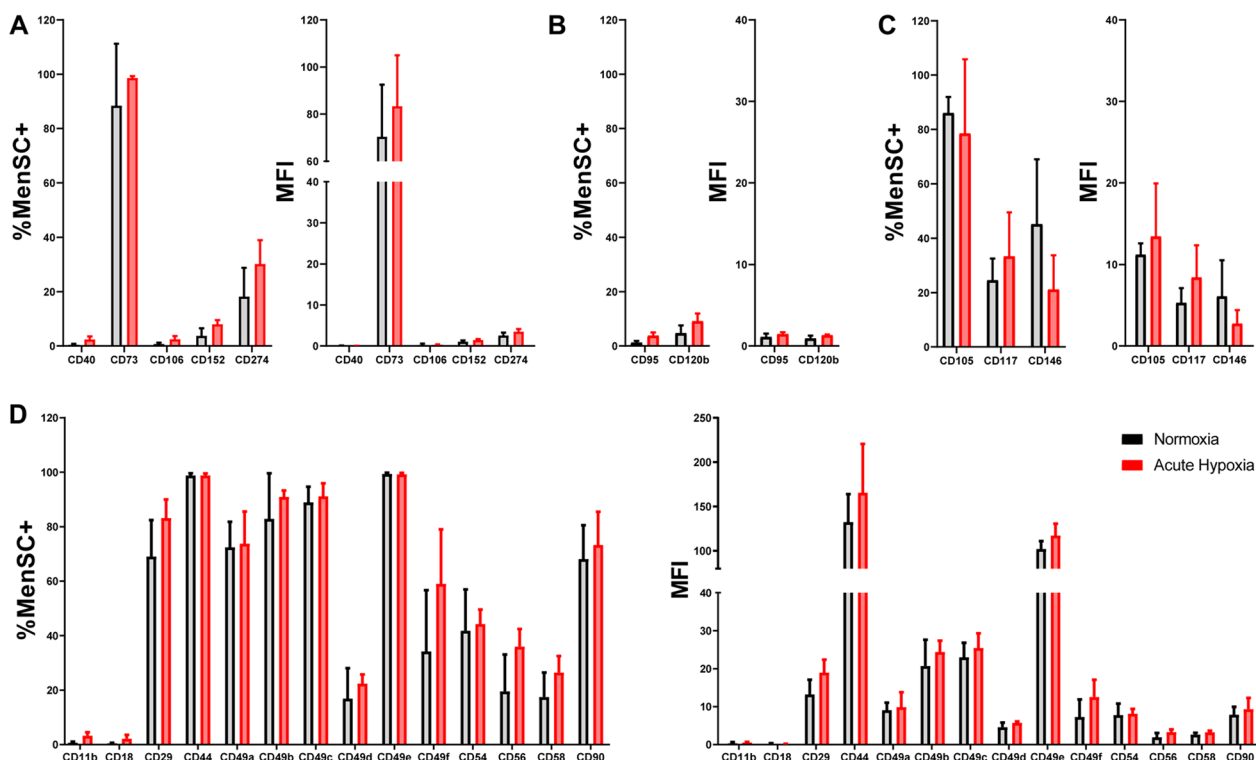 A
%MenSC+
120
100
80
60
40
20
0
CD40 CD73 CD106 CD152 CD274
MFI
120
100
80
60
40
30
20
10
0
CD40 CD73 CD106 CD152 CD274
B
%MenSC+
120
100
80
60
40
20
0
CD95 CD120b
MFI
40
30
20
10
0
CD95 CD120b
C
%MenSC+
120
100
80
60
40
20
0
CD105 CD117 CD146
MFI
40
30
20
10
0
CD105 CD117 CD146
D
%MenSC+
120
100
80
60
40
20
0
CD11b CD18 CD29 CD44 CD49a CD49b CD49c CD49d CD49e CD49f CD54 CD56 CD58 CD90
MFI
250
200
150
100
40
30
20
10
0
CD11b CD18 CD29 CD44 CD49a CD49b CD49c CD49d CD49e CD49f CD54 CD56 CD58 CD90
Normoxia
Acute Hypoxia